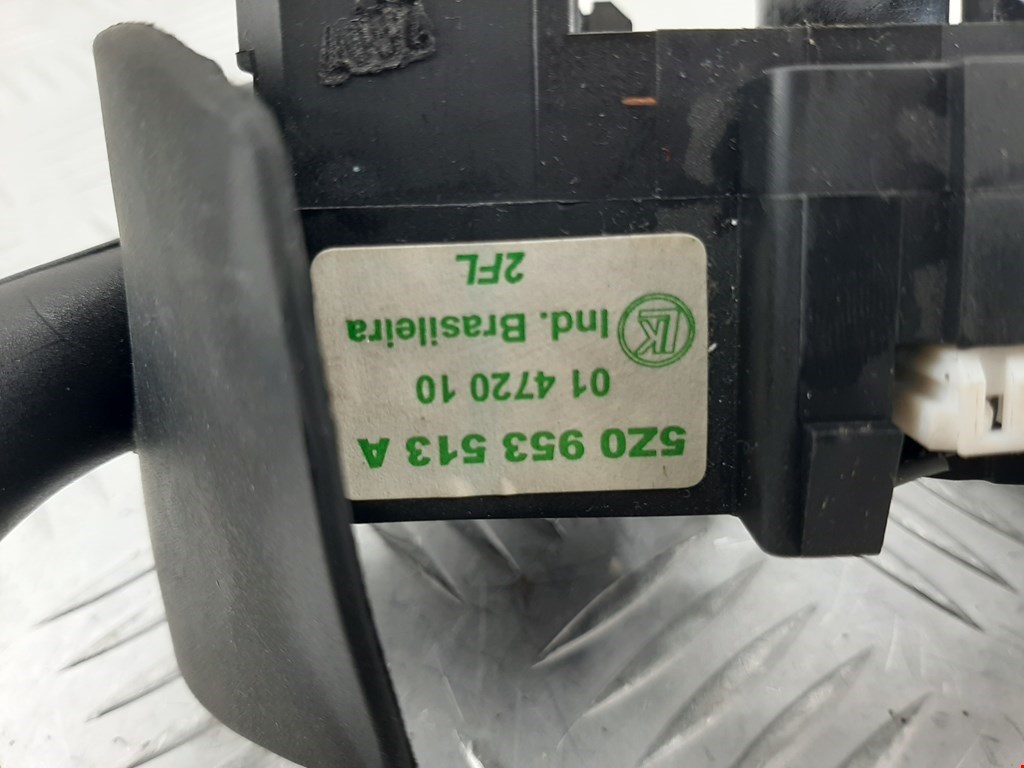 5Z0 953 513 A
01 4720 10
Ind. Brasileira
2FL